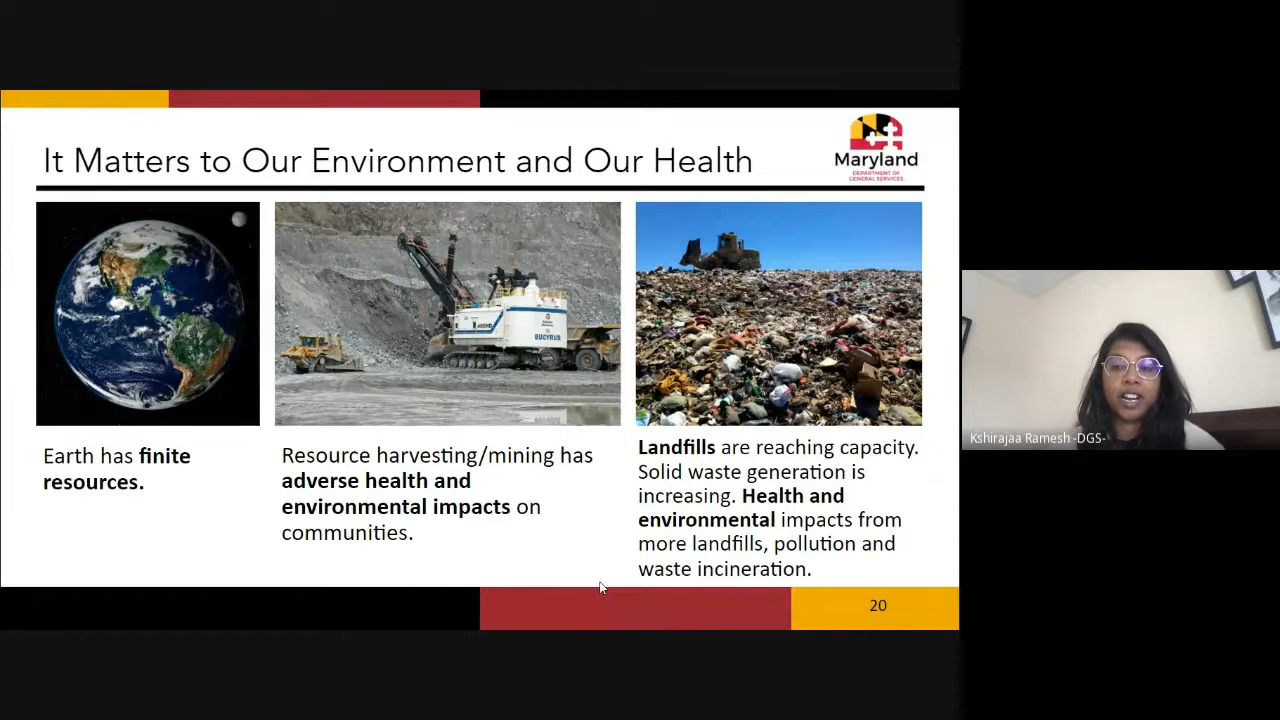 It Matters to Our Environment and Our Health
Maryland
DEPARTMENT OF
GENERAL SERVICES
BUCYRUS
Earth has finite
resources.
Resource harvesting/mining has
adverse health and
environmental impacts on
communities.
Landfills are reaching capacity.
Solid waste generation is
increasing. Health and
environmental impacts from
more landfills, pollution and
waste incineration.
20
Kshirajaa Ramesh -DGS-